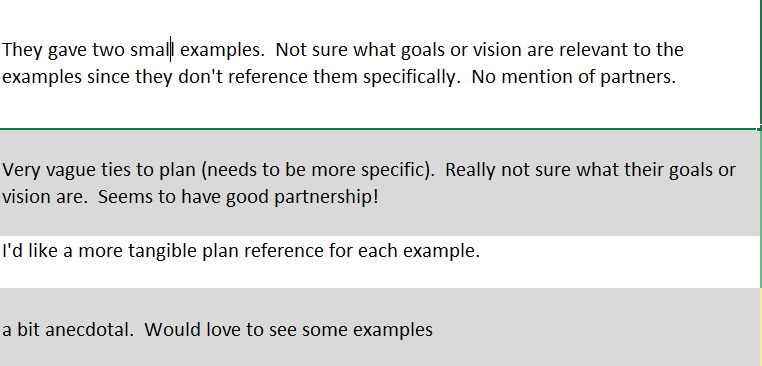 They gave two small examples.  Not sure what goals or vision are relevant to the
examples since they don't reference them specifically.  No mention of partners.
Very vague ties to plan (needs to be more specific).  Really not sure what their goals or
vision are.  Seems to have good partnership!
I'd like a more tangible plan reference for each example.
a bit anecdotal.  Would love to see some examples